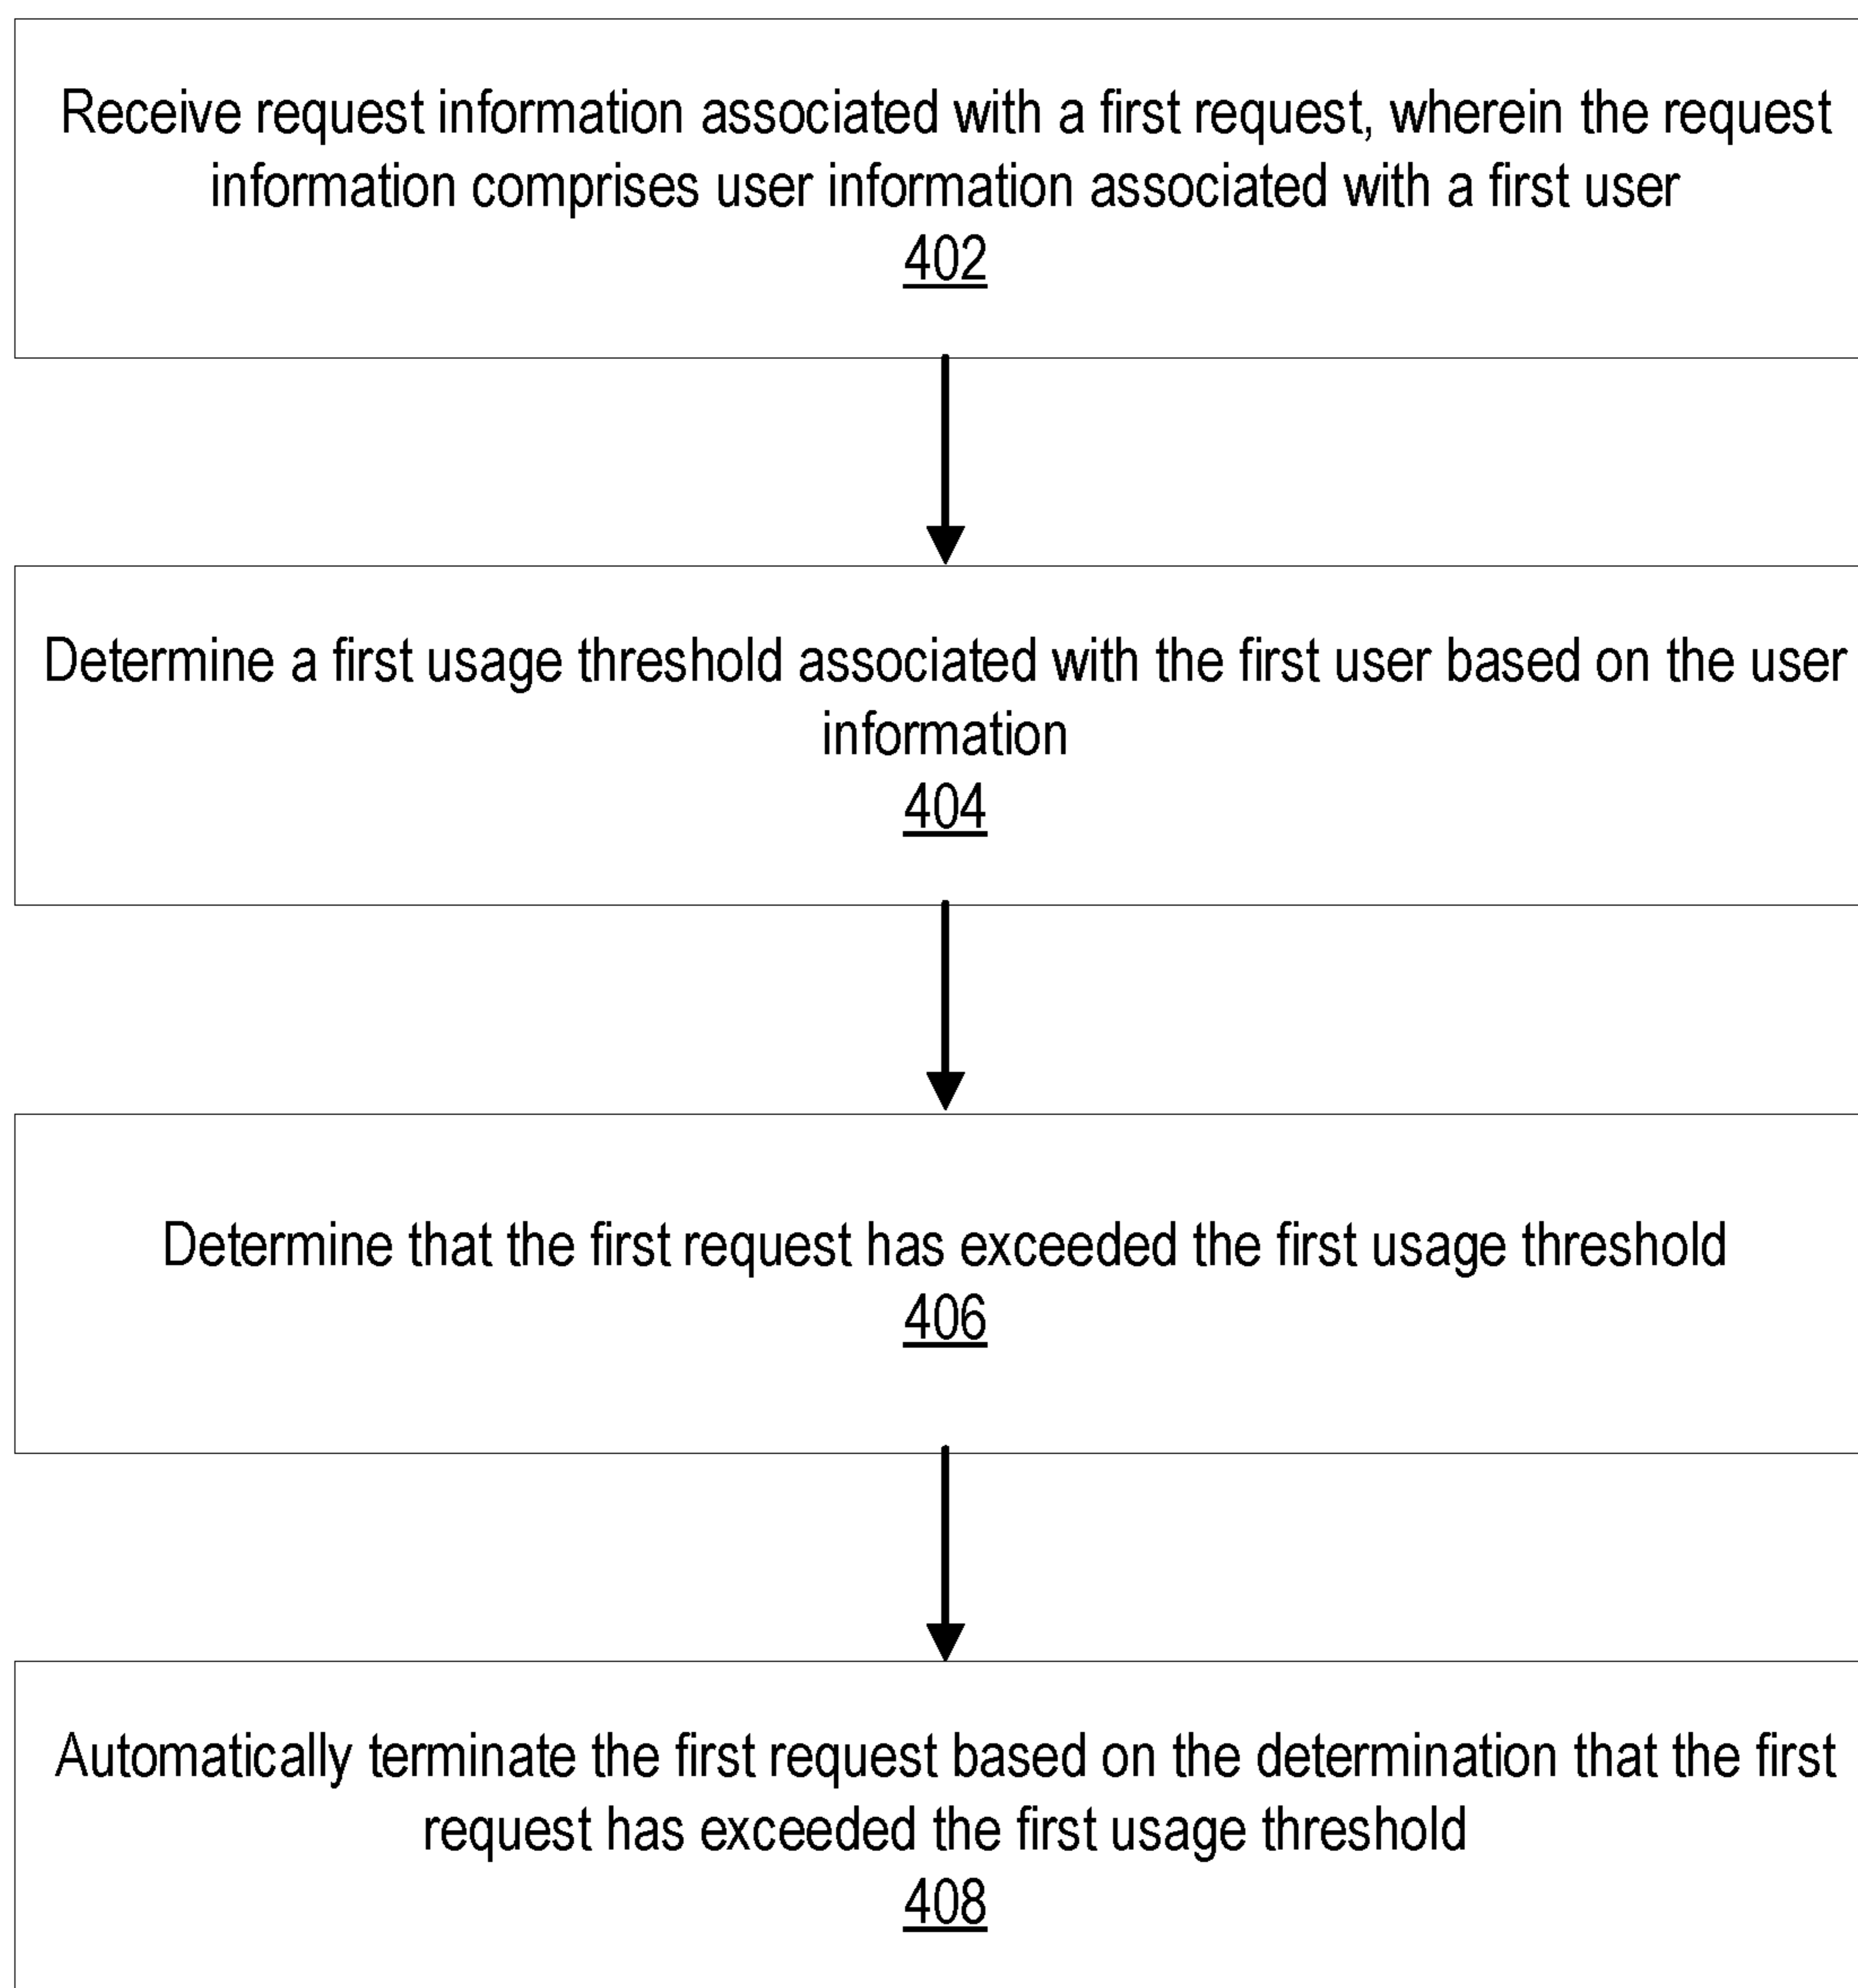 Receive request information associated with a first request, wherein the request
information comprises user information associated with a first user
402
Determine a first usage threshold associated with the first user based on the user
information
404
Determine that the first request has exceeded the first usage threshold
406
Automatically terminate the first request based on the determination that the first
request has exceeded the first usage threshold
408